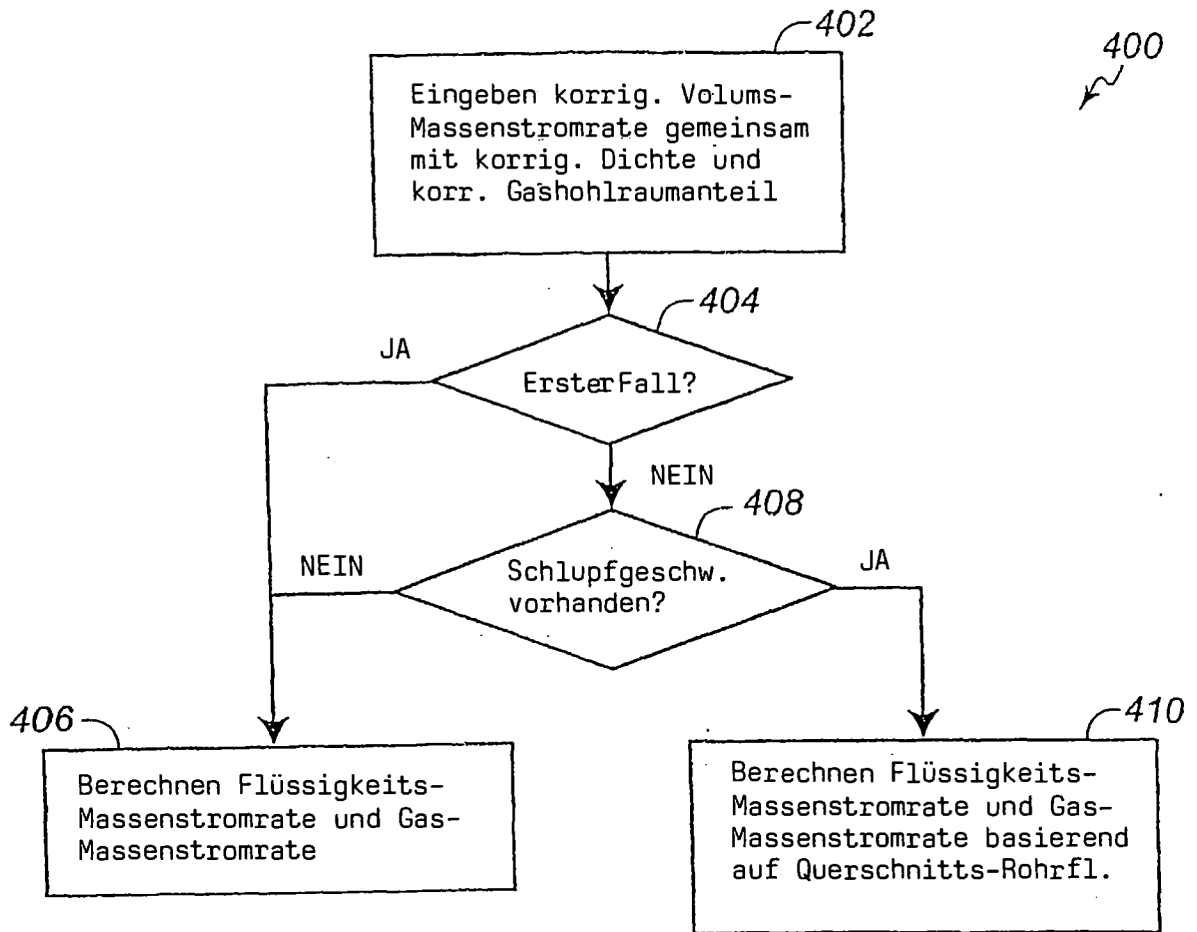 402
400
Eingeben korrig. Volums-
Massenstromrate gemeinsam
mit korrig. Dichte und
korr. Gashohlraumanteil
404
JA
Erster Fall?
NEIN
408
NEIN
Schlupfgeschw.
vorhanden?
JA
406
Berechnen Flüssigkeits-
Massenstromrate und Gas-
Massenstromrate
410
Berechnen Flüssigkeits-
Massenstromrate und Gas-
Massenstromrate basierend
auf Querschnitts-Rohrfl.